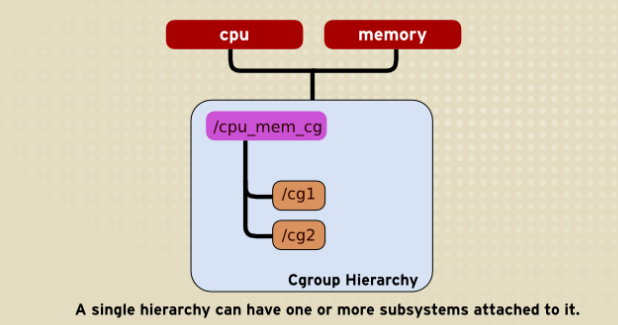 cpu
memory
/cpu_mem_cg
/cg1
/cg2
Cgroup Hierarchy
A single hierarchy can have one or more subsystems attached to it.